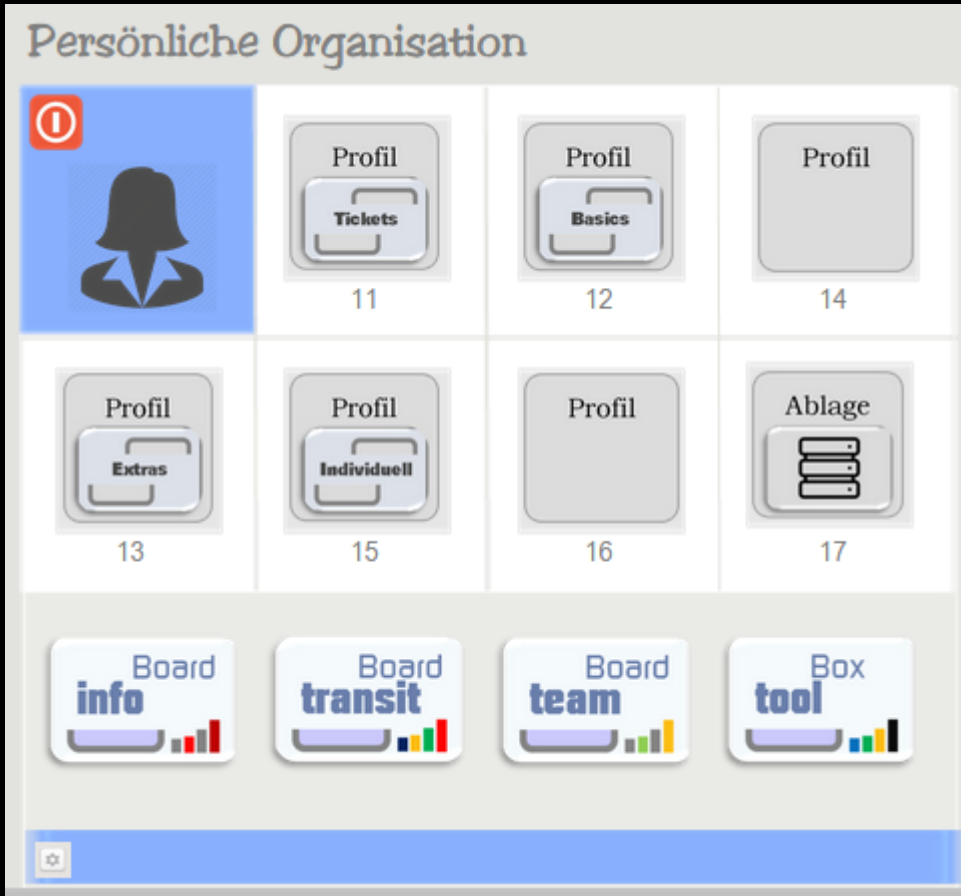 Persönliche Organisation
Profil
Tickets
11
Profil
Basics
12
Profil
14
Profil
Extras
13
Profil
Individuell
15
Profil
16
Ablage
17
Board
info
Board
transit
Board
team
Box
tool